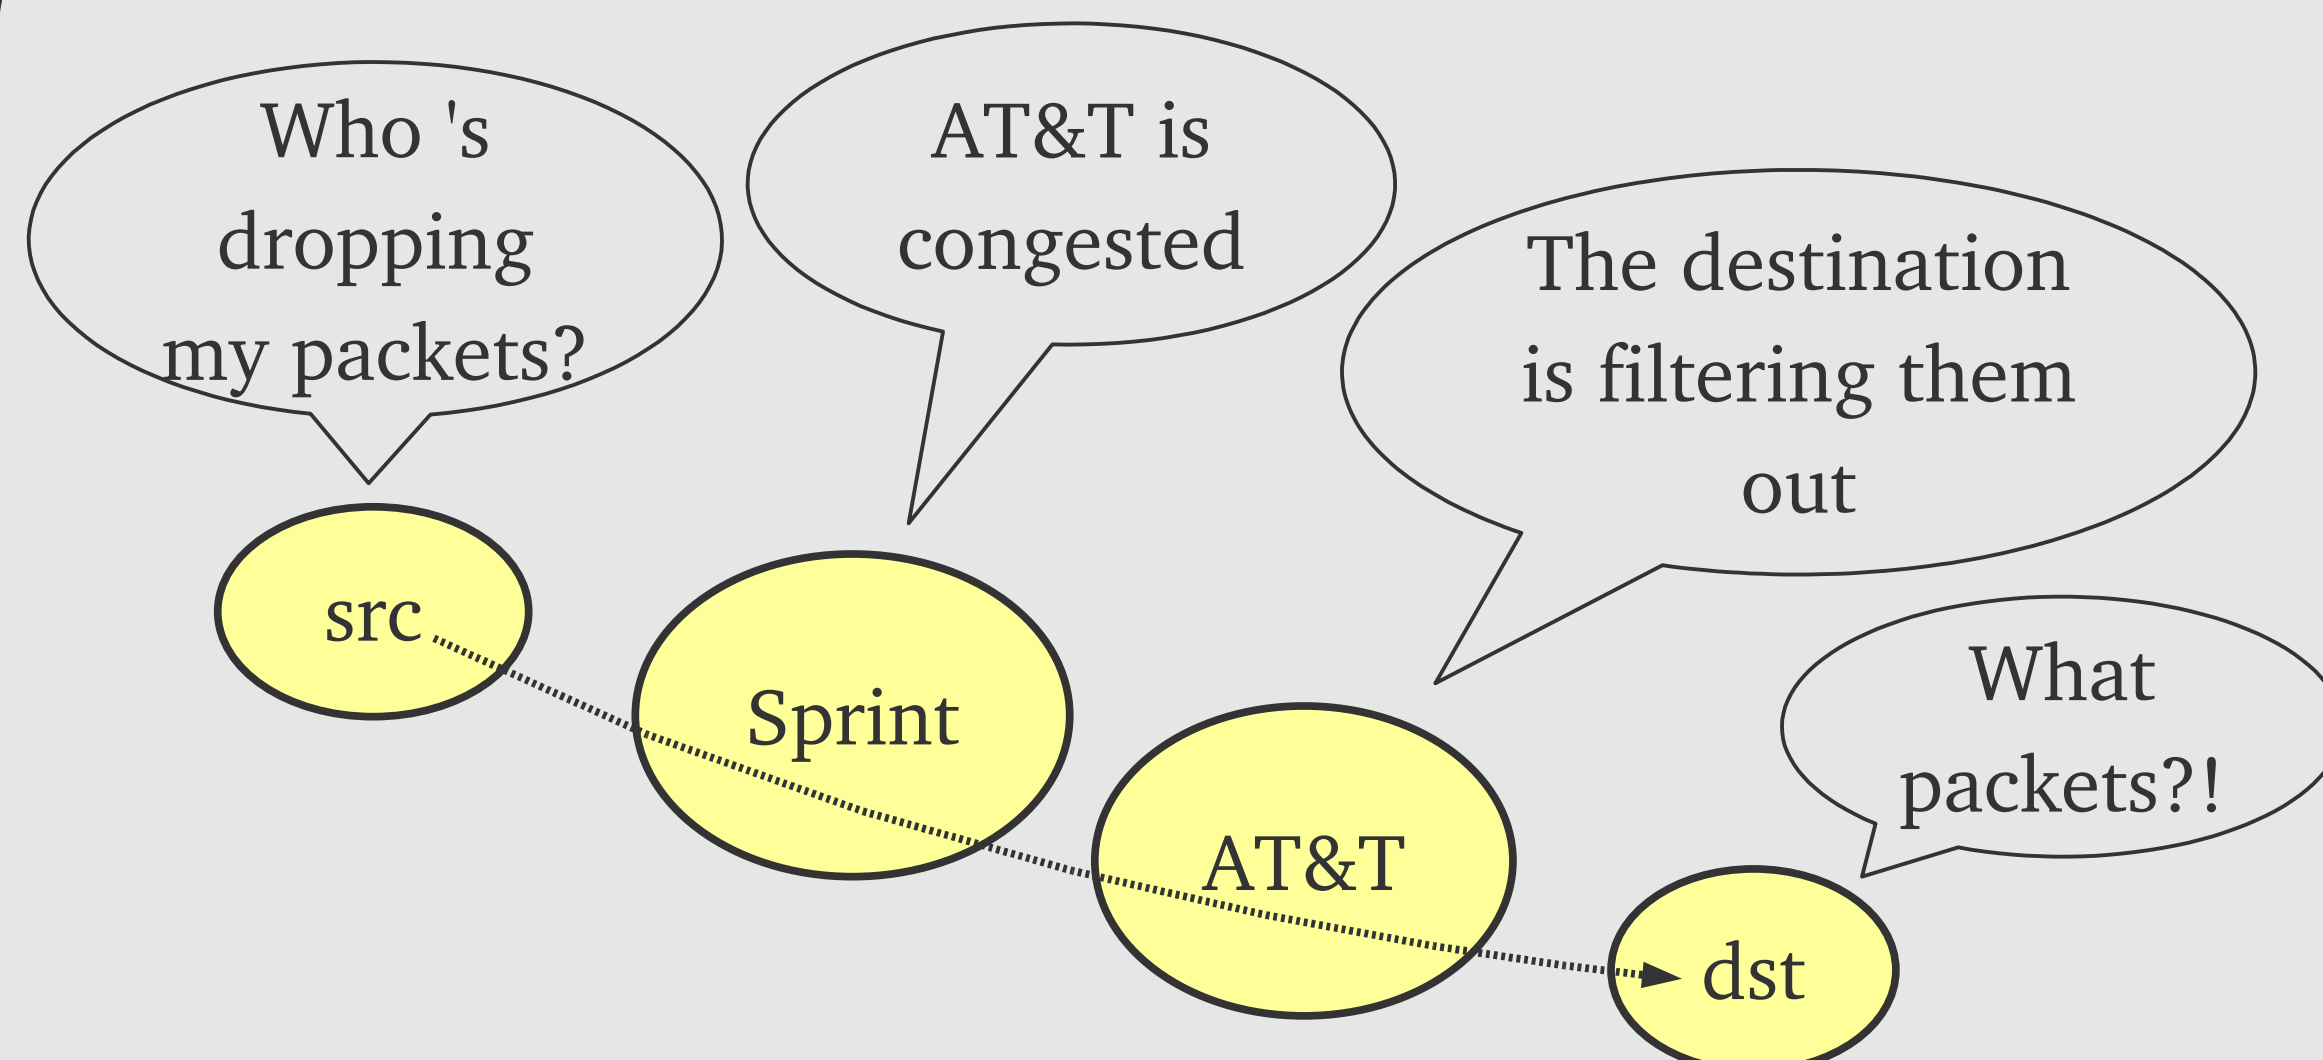 Who 's
dropping
my packets?
AT&T is
congested
The destination
is filtering them
out
What
packets?!
src
Sprint
AT&T
dst